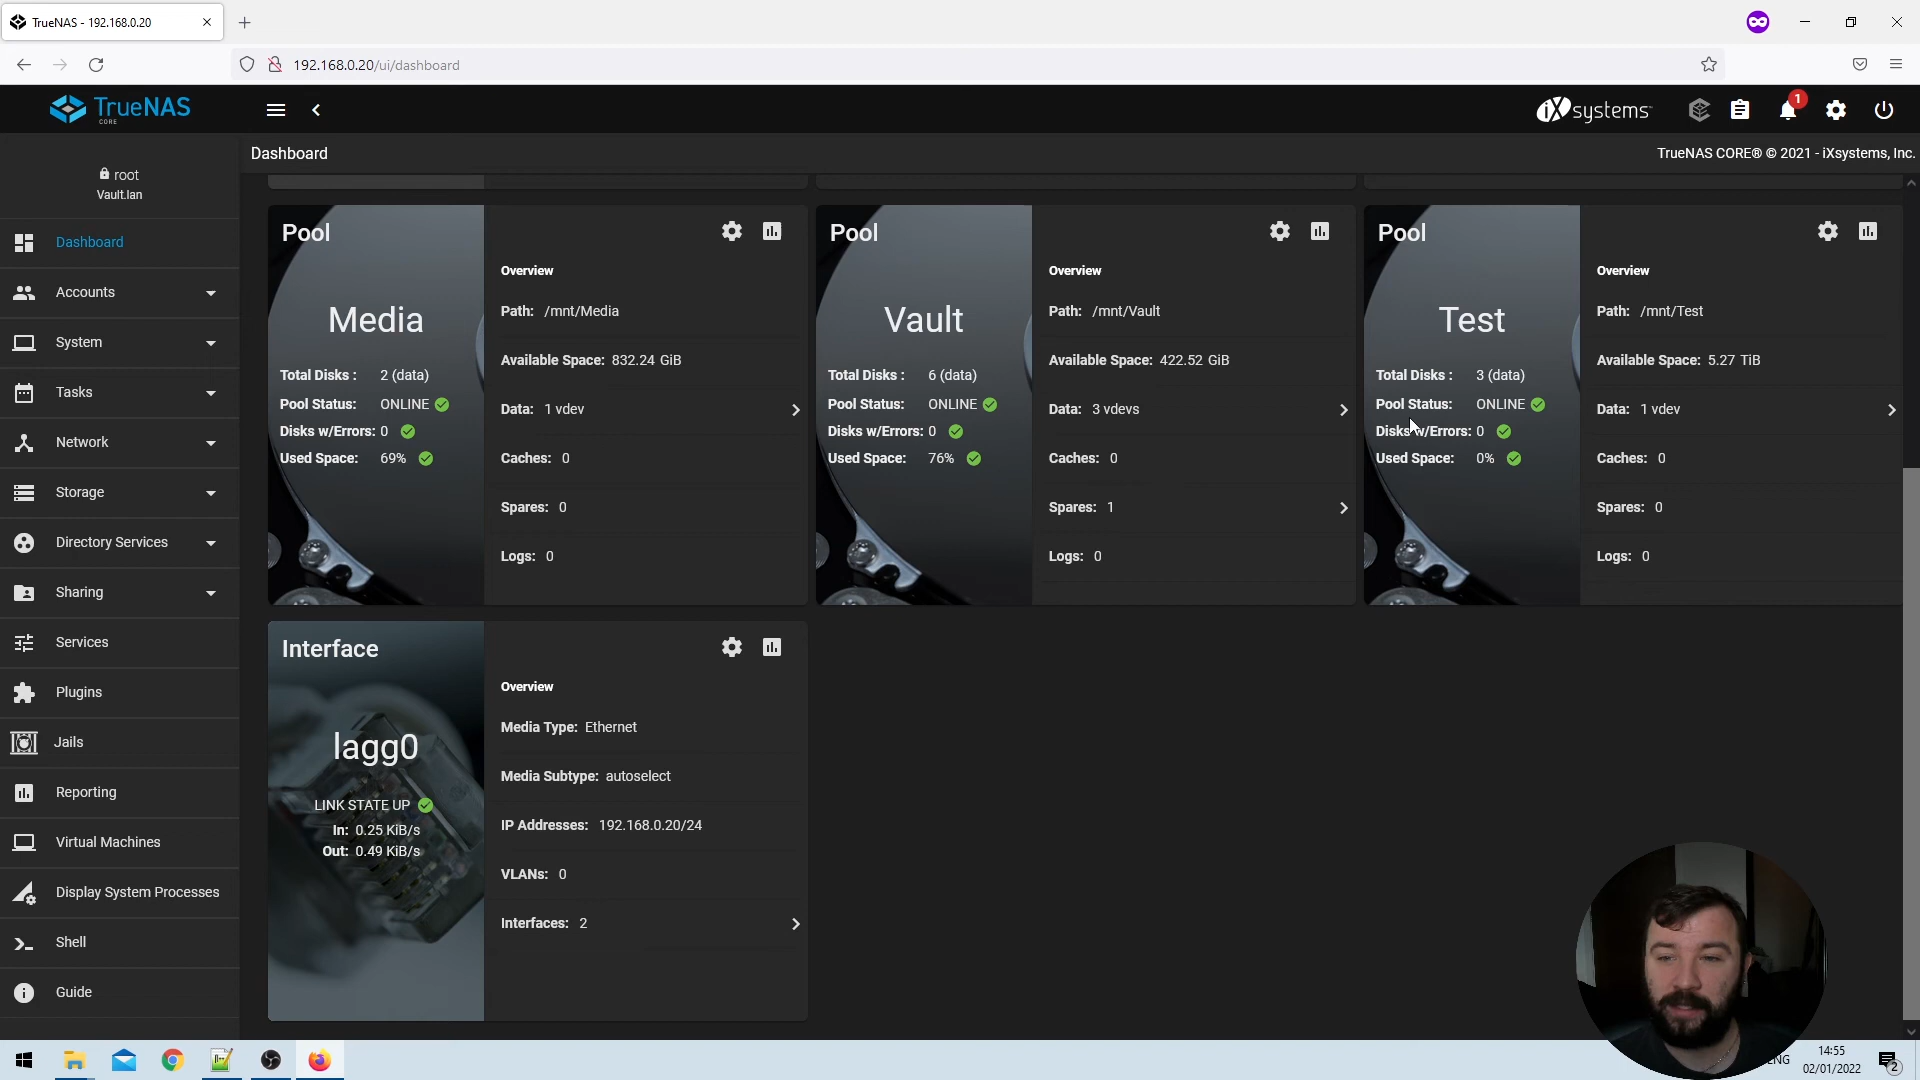 TrueNAS - 192.168.0.20
192.168.0.20/ui/dashboard
TrueNAS
CORE
iXsystems
1
Dashboard
TrueNAS CORE® © 2021 - iXsystems, Inc.
root
Vault.lan
Dashboard
Accounts
System
Tasks
Network
Storage
Directory Services
Sharing
Services
Plugins
Jails
Reporting
Virtual Machines
Display System Processes
Shell
Guide
Pool
Media
Total Disks : 2 (data)
Pool Status: ONLINE
Disks w/Errors: 0
Used Space: 69%
Overview
Path: /mnt/Media
Available Space: 832.24 GiB
Data: 1 vdev
Caches: 0
Spares: 0
Logs: 0
Pool
Vault
Total Disks : 6 (data)
Pool Status: ONLINE
Disks w/Errors: 0
Used Space: 76%
Overview
Path: /mnt/Vault
Available Space: 422.52 GiB
Data: 3 vdevs
Caches: 0
Spares: 1
Logs: 0
Pool
Test
Total Disks : 3 (data)
Pool Status: ONLINE
Disks w/Errors: 0
Used Space: 0%
Overview
Path: /mnt/Test
Available Space: 5.27 TiB
Data: 1 vdev
Caches: 0
Spares: 0
Logs: 0
Interface
lagg0
LINK STATE UP
In: 0.25 KiB/s
Out: 0.49 KiB/s
Overview
Media Type: Ethernet
Media Subtype: autoselect
IP Addresses: 192.168.0.20/24
VLANs: 0
Interfaces: 2
ENG
14:55
02/01/2022
2